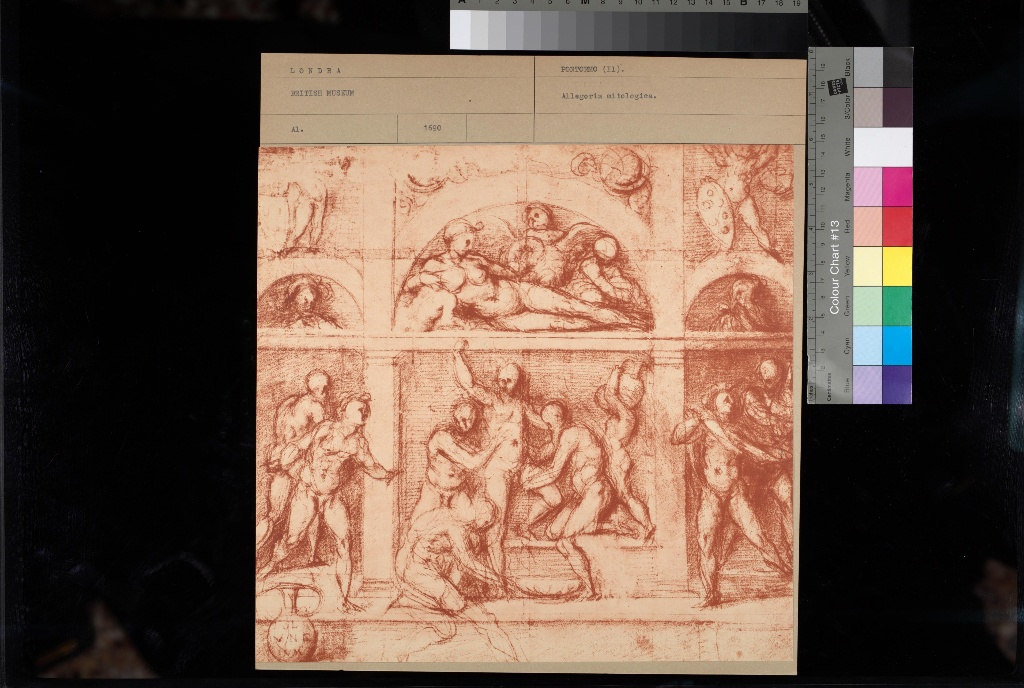 A 1 2 3 4 5 6 M 8 9 10 11 12 13 14 15 B 17 18 19
LONDRA
BRITISH MUSEUM
Al.
1690
PONTORMO (II).
Allegoria mitologica.
Colour Chart #13
Black
3/Color
White
Magenta
Red
Yellow
Green
Cyan
Blue
Centimetres